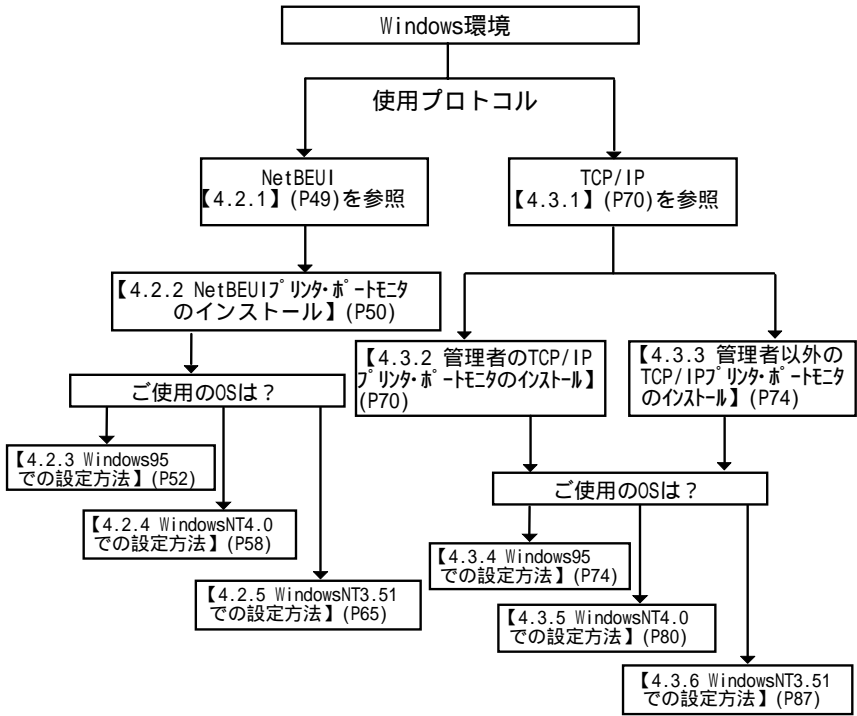 Windows環境
使用プロトコル
NetBEUI
【4.2.1】(P49)を参照
TCP/IP
【4.3.1】(P70)を参照
【4.2.2 NetBEUIﾌﾟﾘﾝﾀ･ﾎﾟｰﾄﾓﾆﾀ
のインストール】(P50)
【4.3.2 管理者のTCP/IP
ﾌﾟﾘﾝﾀ･ﾎﾟｰﾄﾓﾆﾀのｲﾝｽﾄｰﾙ】
(P70)
【4.3.3 管理者以外の
TCP/IPﾌﾟﾘﾝﾀ･ﾎﾟｰﾄﾓﾆﾀ
のｲﾝｽﾄｰﾙ】(P74)
ご使用のOSは？
【4.2.3 Windows95
での設定方法】(P52)
【4.2.4 WindowsNT4.0
での設定方法】(P58)
【4.2.5 WindowsNT3.51
での設定方法】(P65)
ご使用のOSは？
【4.3.4 Windows95
での設定方法】(P74)
【4.3.5 WindowsNT4.0
での設定方法】(P80)
【4.3.6 WindowsNT3.51
での設定方法】(P87)